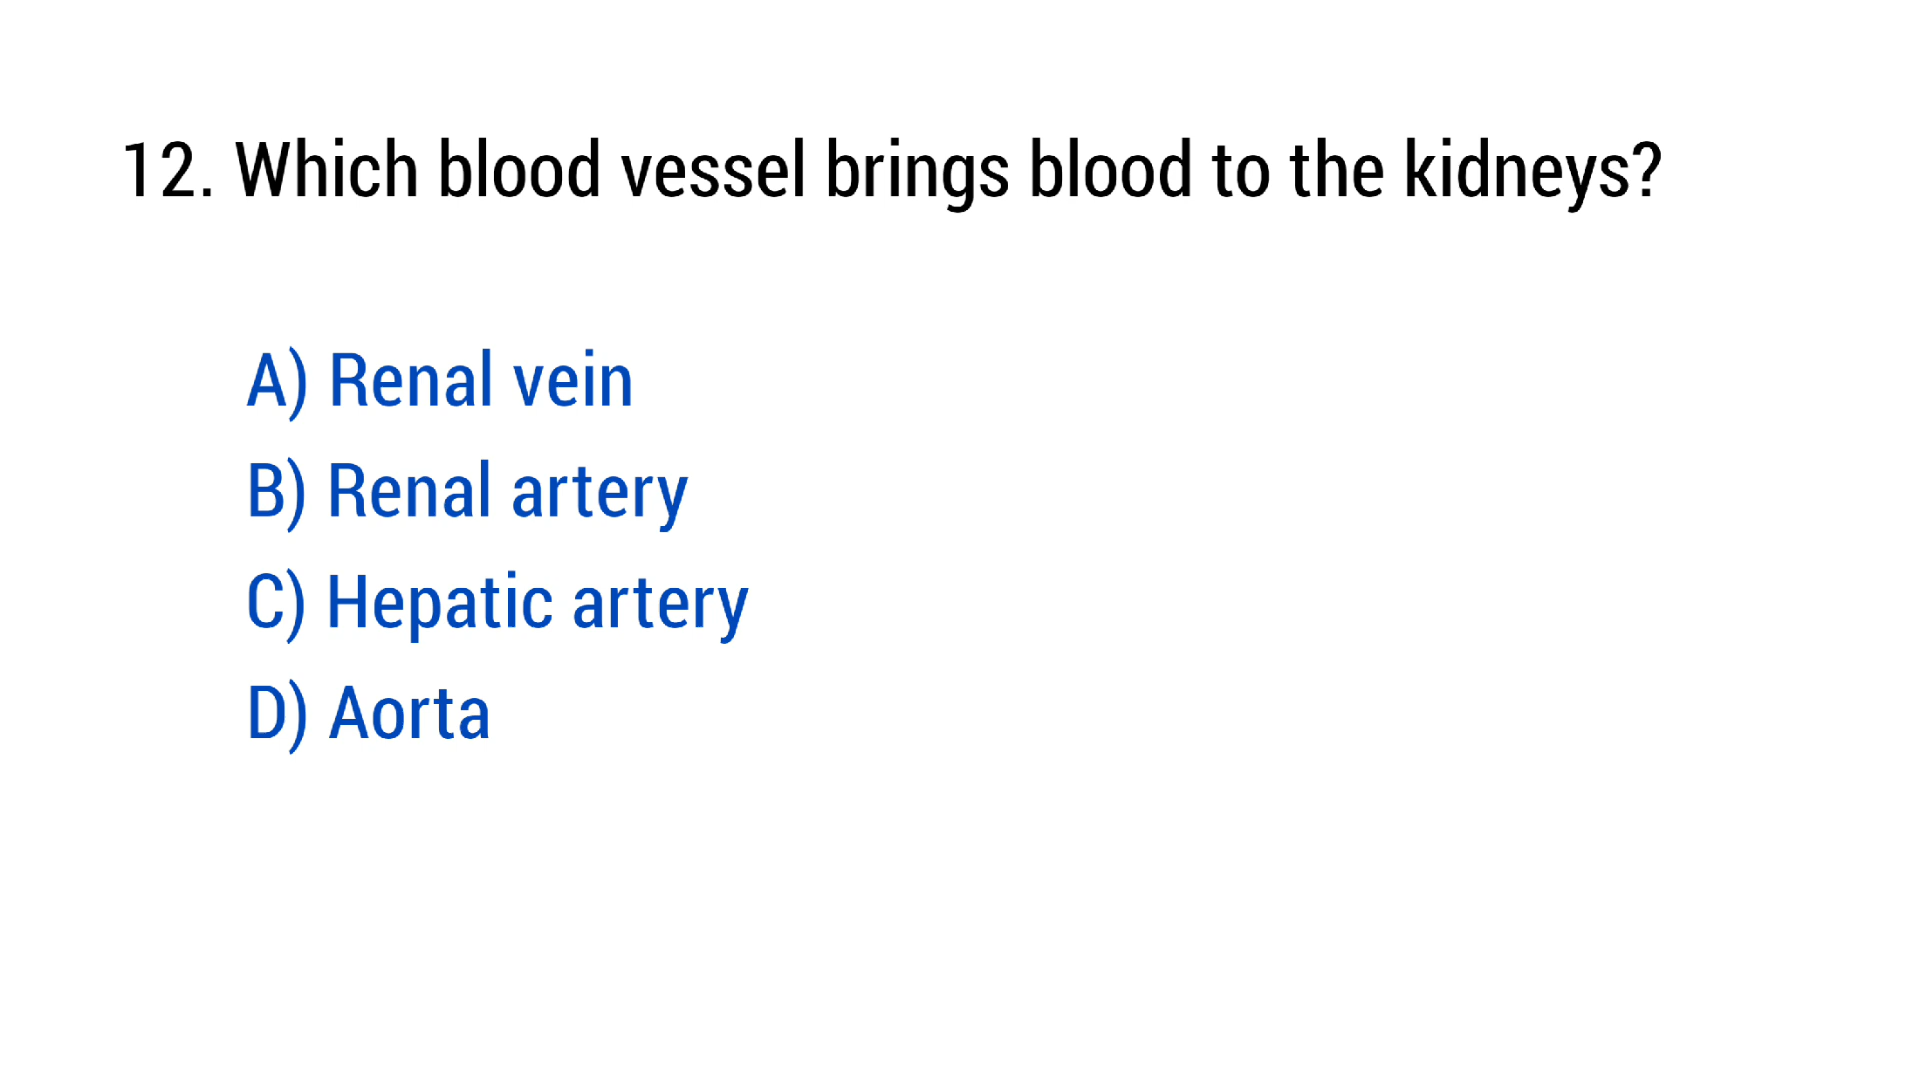 12. Which blood vessel brings blood to the kidneys?
A) Renal vein
B) Renal artery
C) Hepatic artery
D) Aorta